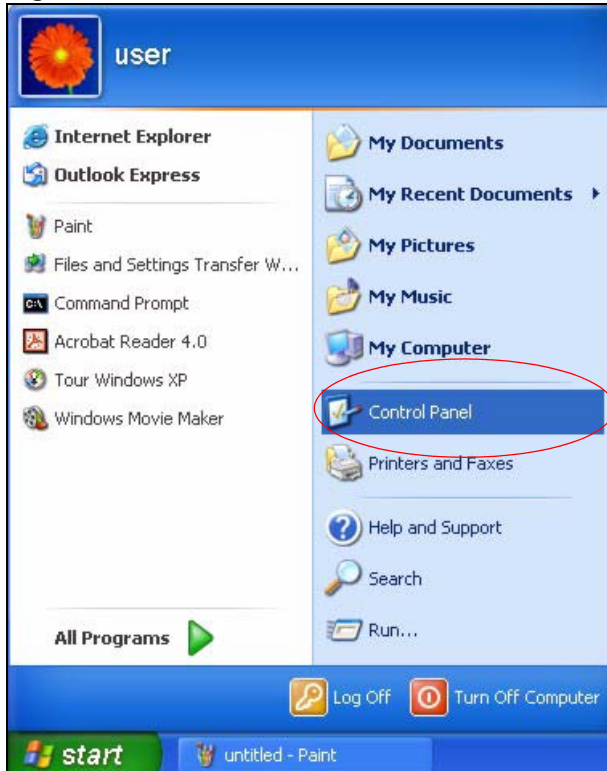 user
Internet Explorer
Outlook Express
Paint
Files and Settings Transfer W...
Command Prompt
Acrobat Reader 4.0
Tour Windows XP
Windows Movie Maker
All Programs
My Documents
My Recent Documents
My Pictures
My Music
My Computer
Control Panel
Printers and Faxes
Help and Support
Search
Run...
Log Off
Turn Off Computer
start
untitled - Paint